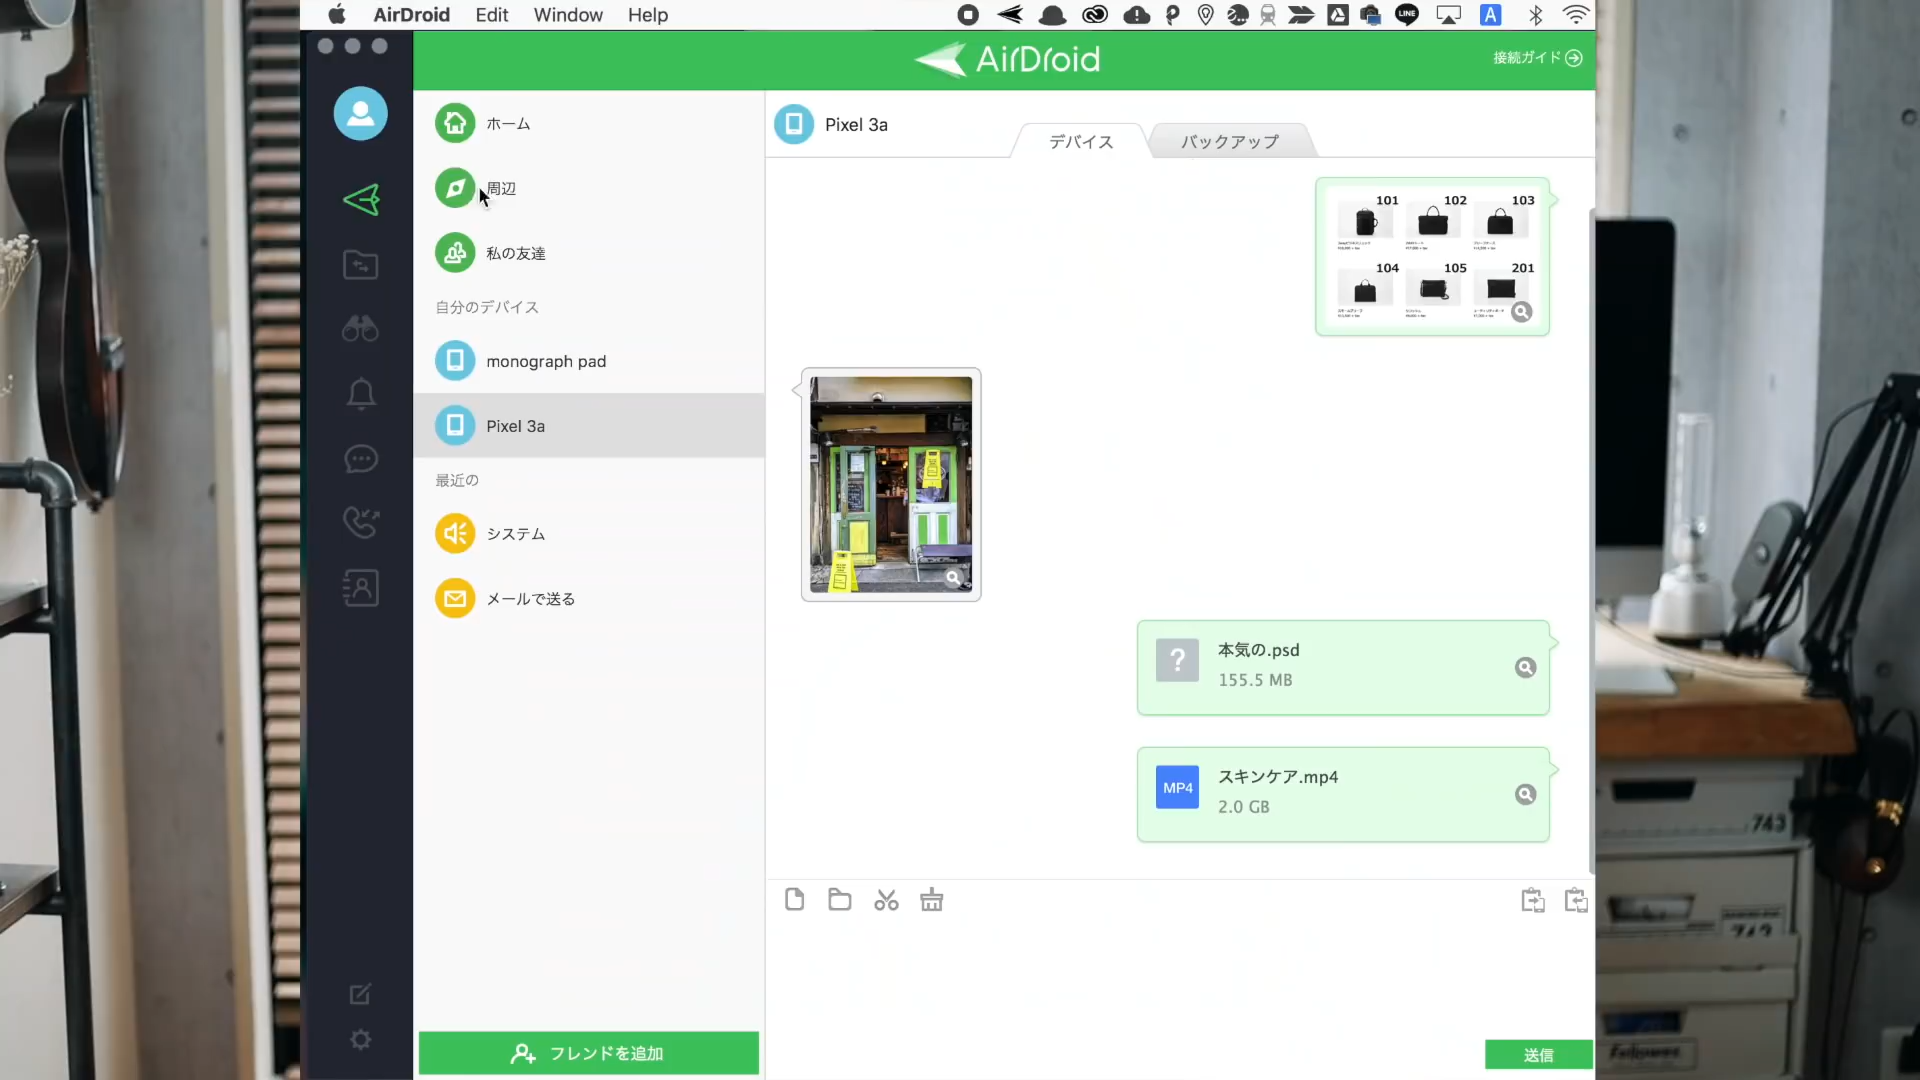 AirDroid Edit Window Help
LINE
A
AirDroid
接続ガイド
ホーム
周辺
私の友達
自分のデバイス
monograph pad
Pixel 3a
最近の
システム
メールで送る
フレンドを追加
Pixel 3a
デバイス
バックアップ
101 102 103
104 105 201
?
本気の.psd
155.5 MB
MP4
スキンケア.mp4
2.0 GB
送信
743
743
Fellowes